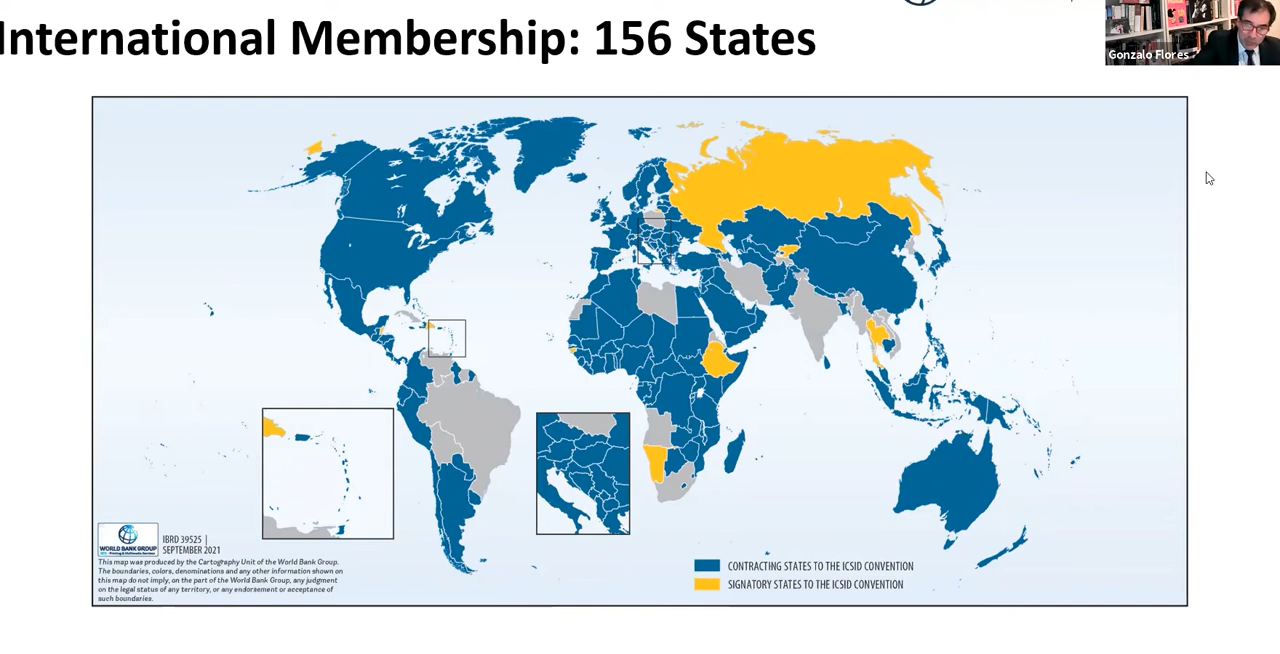 International Membership: 156 States
Gonzalo Flores
WORLD BANK GROUP
IBRD 39525 |
SEPTEMBER 2021
This map was produced by the Cartography Unit of the World Bank Group.
The boundaries, colors, denominations and any other information shown on
this map do not imply, on the part of the World Bank Group, any judgment
on the legal status of any territory, or any endorsement or acceptance of
such boundaries.
CONTRACTING STATES TO THE ICSID CONVENTION
SIGNATORY STATES TO THE ICSID CONVENTION